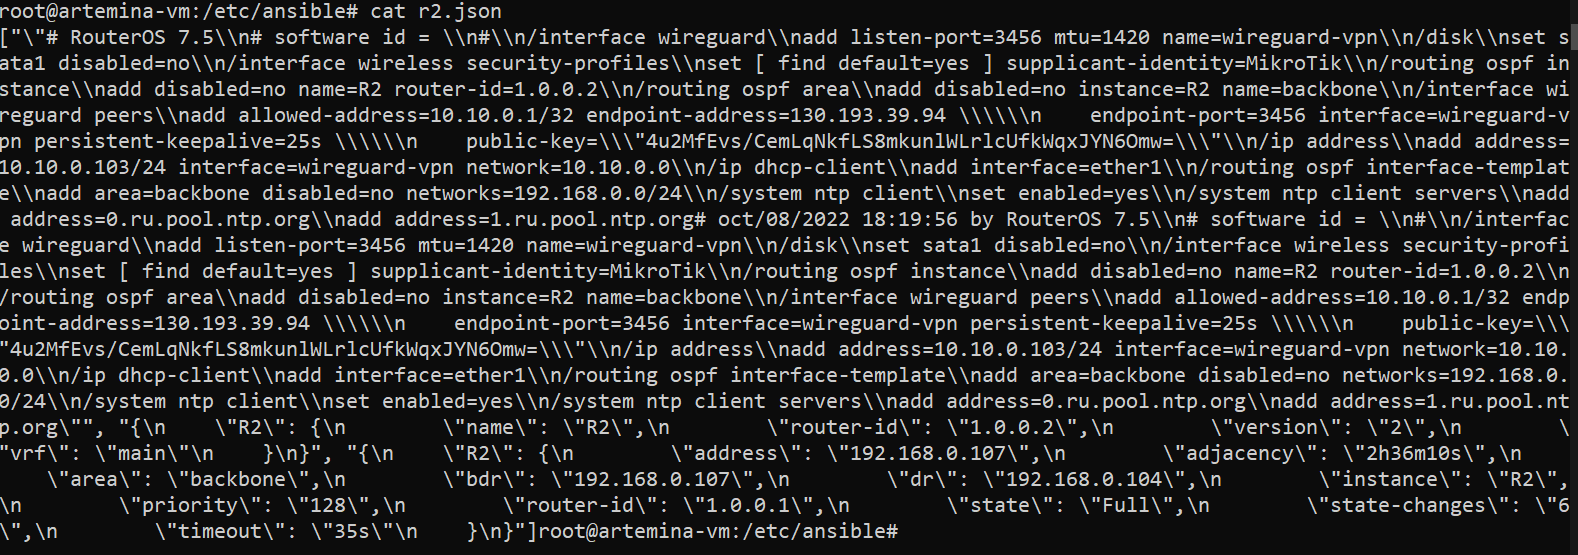 root@artemina-vm:/etc/ansible# cat r2.json
["\"# RouterOS 7.5\\n# software id = \\n#\\n/interface wireguard\\nadd listen-port=3456 mtu=1420 name=wireguard-vpn\\n/disk\\nset s
ata1 disabled=no\\n/interface wireless security-profiles\\nset [ find default=yes ] supplicant-identity=MikroTik\\n/routing ospf in
stance\\nadd disabled=no name=R2 router-id=1.0.0.2\\n/routing ospf area\\nadd disabled=no instance=R2 name=backbone\\n/interface wi
reguard peers\\nadd allowed-address=10.10.0.1/32 endpoint-address=130.193.39.94 \\\\\\n    endpoint-port=3456 interface=wireguard-v
pn persistent-keepalive=25s \\\\\\n    public-key=\\\"4u2MfEvs/CemLqNkfLS8mkunlWLrlcUfkWqxJYN6Omw=\\\"\\n/ip address\\nadd address=
10.10.0.103/24 interface=wireguard-vpn network=10.10.0.0\\n/ip dhcp-client\\nadd interface=ether1\\n/routing ospf interface-templat
e\\nadd area=backbone disabled=no networks=192.168.0.0/24\\n/system ntp client\\nset enabled=yes\\n/system ntp client servers\\nadd
 address=0.ru.pool.ntp.org\\nadd address=1.ru.pool.ntp.org# oct/08/2022 18:19:56 by RouterOS 7.5\\n# software id = \\n#\\n/interfac
e wireguard\\nadd listen-port=3456 mtu=1420 name=wireguard-vpn\\n/disk\\nset sata1 disabled=no\\n/interface wireless security-profi
les\\nset [ find default=yes ] supplicant-identity=MikroTik\\n/routing ospf instance\\nadd disabled=no name=R2 router-id=1.0.0.2\\n
/routing ospf area\\nadd disabled=no instance=R2 name=backbone\\n/interface wireguard peers\\nadd allowed-address=10.10.0.1/32 endp
oint-address=130.193.39.94 \\\\\\n    endpoint-port=3456 interface=wireguard-vpn persistent-keepalive=25s \\\\\\n    public-key=\\\
"4u2MfEvs/CemLqNkfLS8mkunlWLrlcUfkWqxJYN6Omw=\\\"\\n/ip address\\nadd address=10.10.0.103/24 interface=wireguard-vpn network=10.10.
0.0\\n/ip dhcp-client\\nadd interface=ether1\\n/routing ospf interface-template\\nadd area=backbone disabled=no networks=192.168.0.
0/24\\n/system ntp client\\nset enabled=yes\\n/system ntp client servers\\nadd address=0.ru.pool.ntp.org\\nadd address=1.ru.pool.nt
p.org\"", "{\n    \"R2\": {\n        \"name\": \"R2\",\n        \"router-id\": \"1.0.0.2\",\n        \"version\": \"2\",\n        \
"vrf\": \"main\"\n    }\n}", "{\n    \"R2\": {\n        \"address\": \"192.168.0.107\",\n        \"adjacency\": \"2h36m10s\",\n
    \"area\": \"backbone\",\n        \"bdr\": \"192.168.0.107\",\n        \"dr\": \"192.168.0.104\",\n        \"instance\": \"R2\",
\n        \"priority\": \"128\",\n        \"router-id\": \"1.0.0.1\",\n        \"state\": \"Full\",\n        \"state-changes\": \"6
\",\n        \"timeout\": \"35s\"\n    }\n}"]root@artemina-vm:/etc/ansible#